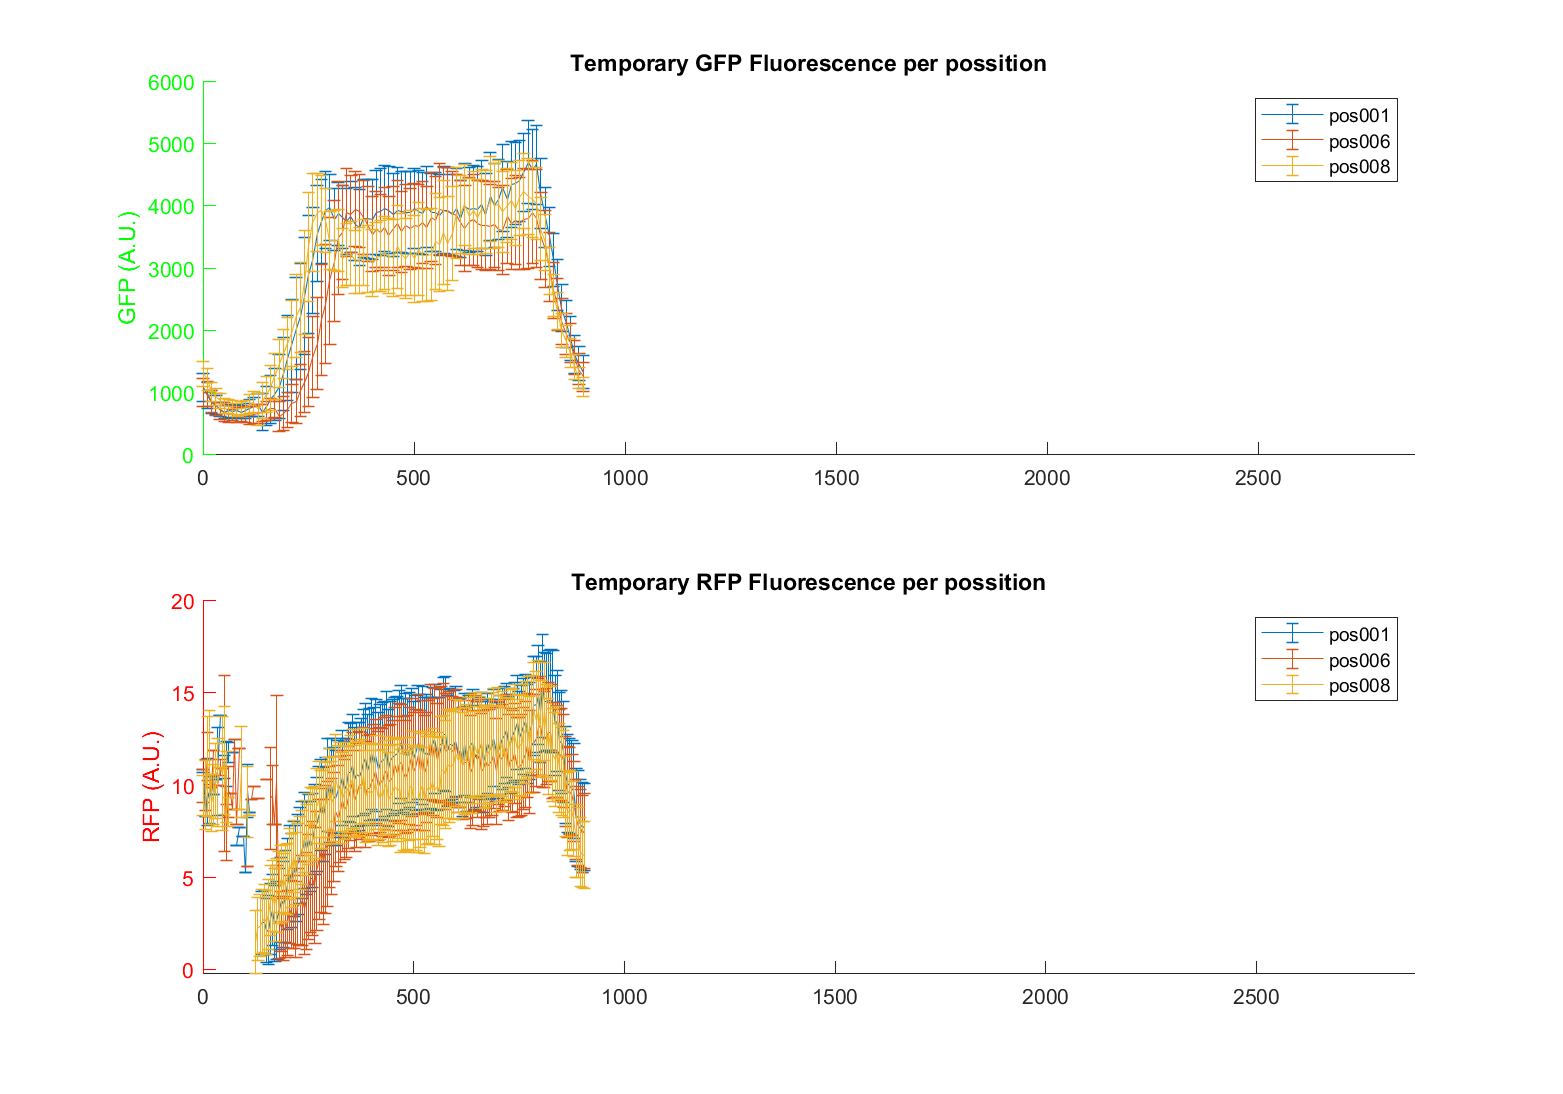 Temporary GFP Fluorescence per possition
GFP (A.U.)
6000
5000
4000
3000
2000
1000
0
0 500 1000 1500 2000 2500
pos001
pos006
pos008
Temporary RFP Fluorescence per possition
RFP (A.U.)
20
15
10
5
0
0 500 1000 1500 2000 2500
pos001
pos006
pos008